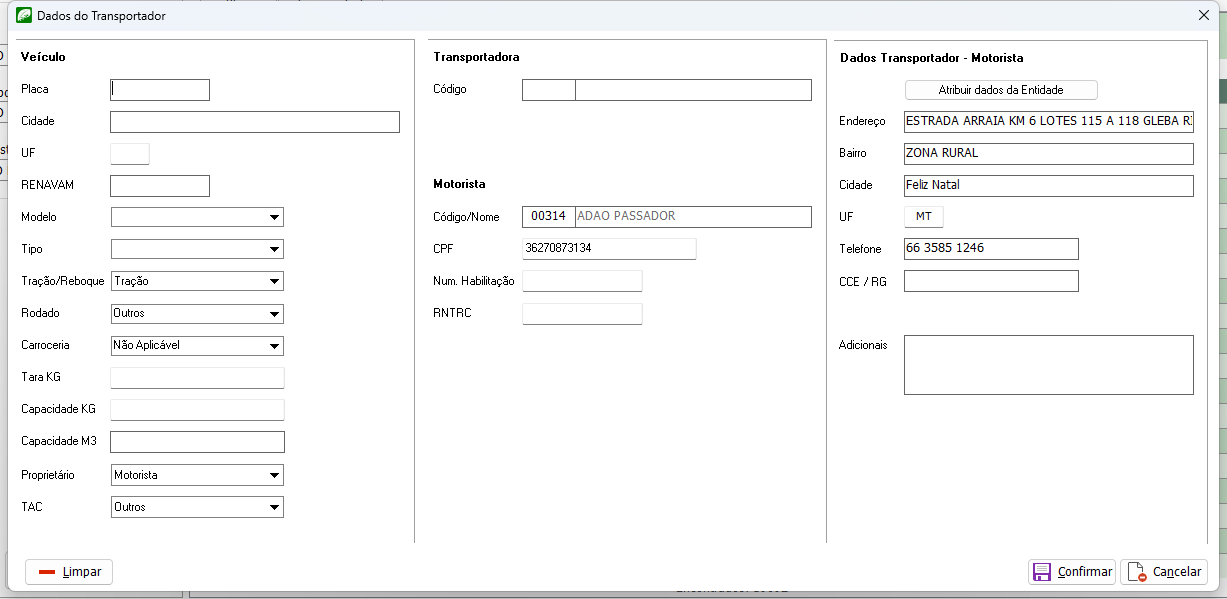 Dados do Transportador
Veículo
Placa
Cidade
UF
RENAVAM
Modelo
Tipo
Tração/Reboque Tração
Rodado Outros
Carroceria Não Aplicável
Tara KG
Capacidade KG
Capacidade M3
Proprietário Motorista
TAC Outros
Transportadora
Código
Motorista
Código/Nome 00314 ADAO PASSADOR
CPF 36270873134
Num. Habilitação
RNTRC
Dados Transportador - Motorista
Atribuir dados da Entidade
Endereço ESTRADA ARRAIA KM 6 LOTES 115 A 118 GLEBA
Bairro ZONA RURAL
Cidade Feliz Natal
UF MT
Telefone 66 3585 1246
CCE / RG
Adicionais
Limpar
Confirmar
Cancelar